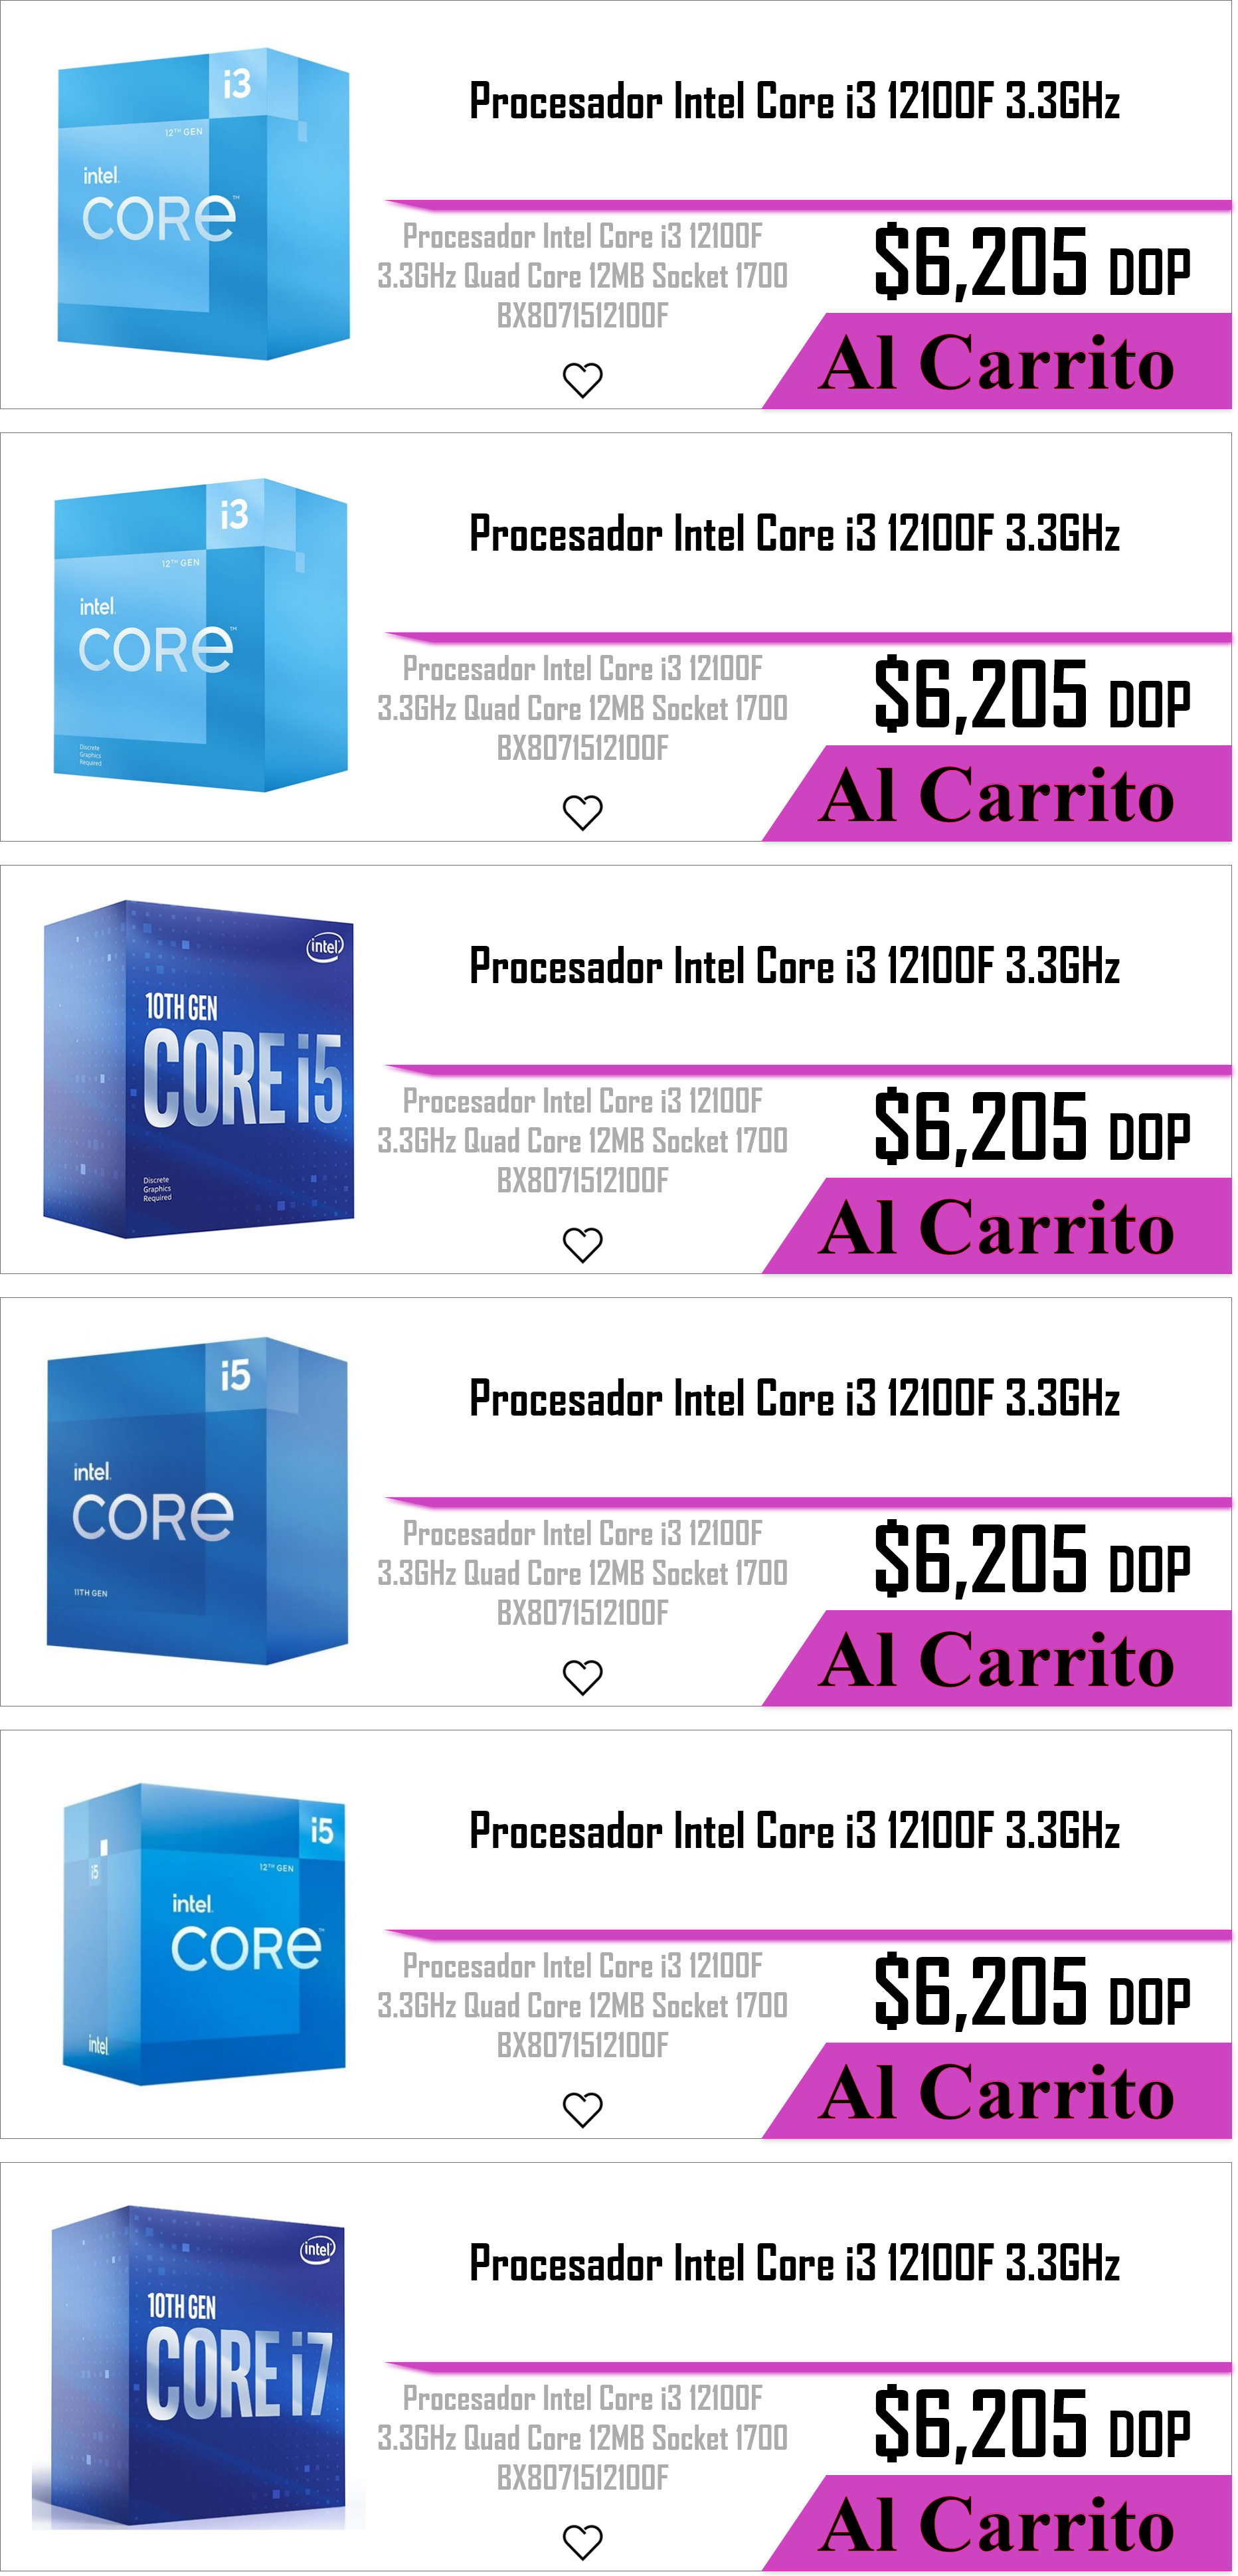 i3
12TH GEN
intel
CORE™
Procesador Intel Core i3 12100F 3.3GHz
Procesador Intel Core i3 12100F
3.3GHz Quad Core 12MB Socket 1700
BX8071512100F
$6,205 DOP
Al Carrito
i3
12TH GEN
intel
CORE™
Discrete
Graphics
Required
Procesador Intel Core i3 12100F 3.3GHz
Procesador Intel Core i3 12100F
3.3GHz Quad Core 12MB Socket 1700
BX8071512100F
$6,205 DOP
Al Carrito
intel
10TH GEN
CORE i5
Discrete
Graphics
Required
Procesador Intel Core i3 12100F 3.3GHz
Procesador Intel Core i3 12100F
3.3GHz Quad Core 12MB Socket 1700
BX8071512100F
$6,205 DOP
Al Carrito
i5
intel
CORE
11TH GEN
Procesador Intel Core i3 12100F 3.3GHz
Procesador Intel Core i3 12100F
3.3GHz Quad Core 12MB Socket 1700
BX8071512100F
$6,205 DOP
Al Carrito
i5
i5
12TH GEN
intel
CORE™
intel
Procesador Intel Core i3 12100F 3.3GHz
Procesador Intel Core i3 12100F
3.3GHz Quad Core 12MB Socket 1700
BX8071512100F
$6,205 DOP
Al Carrito
intel
10TH GEN
CORE i7
Procesador Intel Core i3 12100F 3.3GHz
Procesador Intel Core i3 12100F
3.3GHz Quad Core 12MB Socket 1700
BX8071512100F
$6,205 DOP
Al Carrito